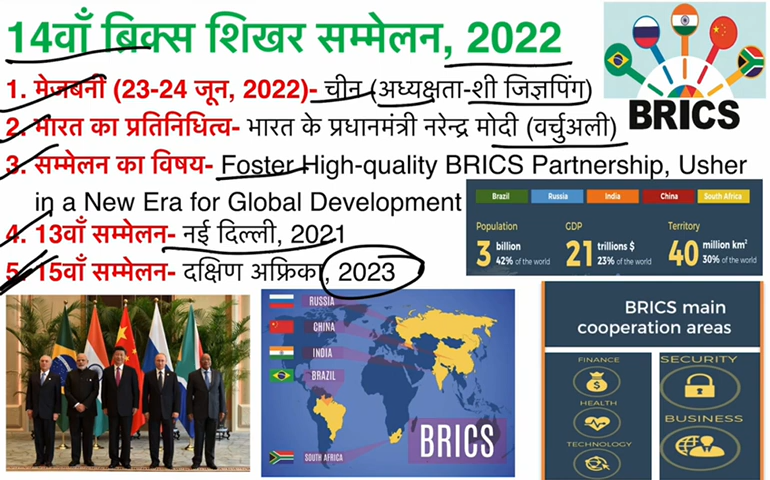 14वाँ ब्रिक्स शिखर सम्मेलन, 2022
1. मेजबनी (23-24 जून, 2022)- चीन (अध्यक्षता-शी जिज्ञपिंग)
2. भारत का प्रतिनिधित्व- भारत के प्रधानमंत्री नरेन्द्र मोदी (वर्चुअली)
3. सम्मेलन का विषय- Foster High-quality BRICS Partnership, Usher
in a New Era for Global Development
4. 13वाँ सम्मेलन- नई दिल्ली, 2021
5. 15वाँ सम्मेलन- दक्षिण अफ्रिका, 2023
BRICS
Brazil Russia India China South Africa
Population GDP Territory
3 billion 21 trillions $ 40 million km²
42% of the world 23% of the world 30% of the world
RUSSIA
CHINA
INDIA
BRAZIL
SOUTH AFRICA
BRICS
BRICS main
cooperation areas
FINANCE
HEALTH
TECHNOLOGY
SECURITY
BUSINESS